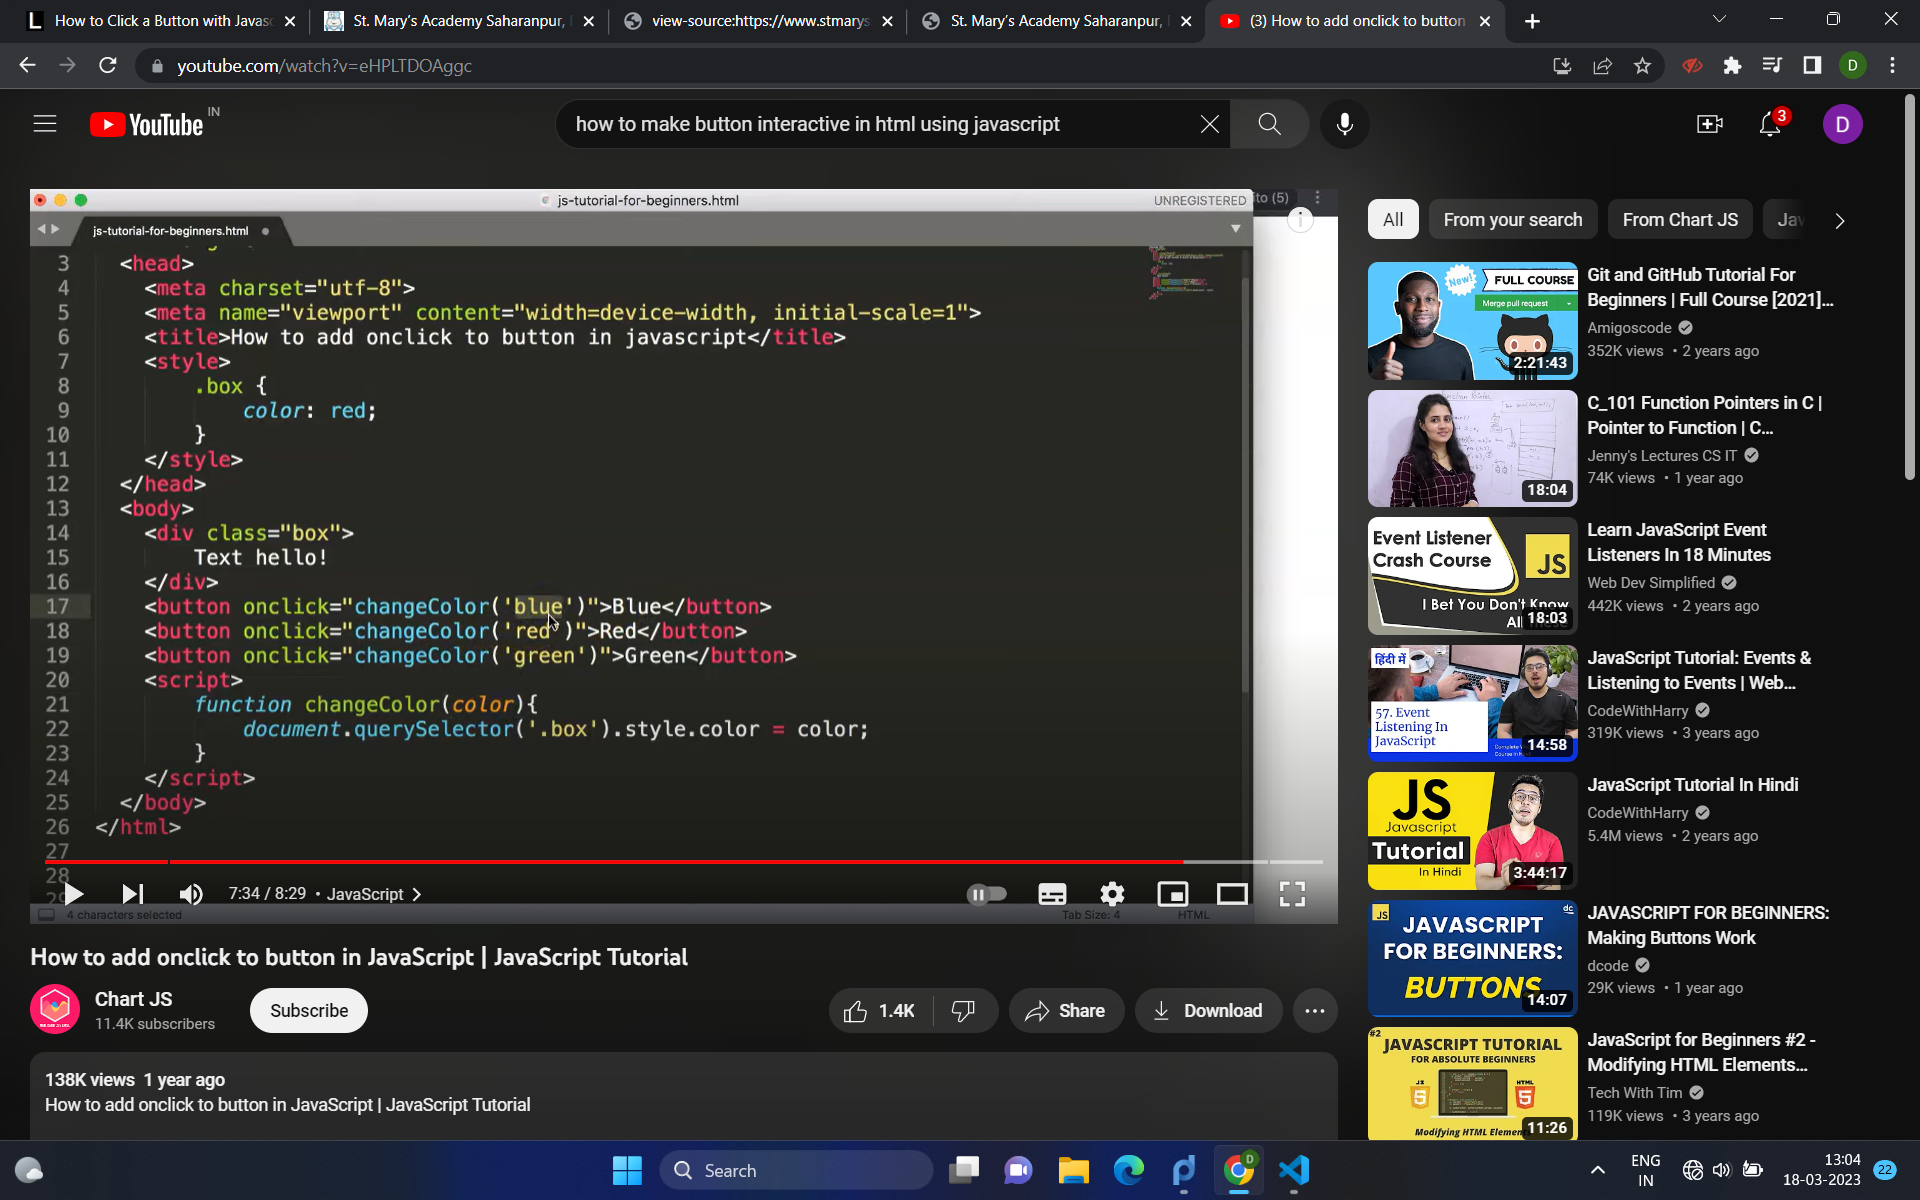 How to Click a Button with Javasc
St. Mary's Academy Saharanpur,
view-source:https://www.stmarys
St. Mary's Academy Saharanpur,
(3) How to add onclick to button
youtube.com/watch?v=eHPLTDOAggc
D
YouTube IN
how to make button interactive in html using javascript
3
D
js-tutorial-for-beginners.html
UNREGISTERED
ito (5)
js-tutorial-for-beginners.html
3 <head>
4 <meta charset="utf-8">
5 <meta name="viewport" content="width=device-width, initial-scale=1">
6 <title>How to add onclick to button in javascript</title>
7 <style>
8 .box {
9 color: red;
10 }
11 </style>
12 </head>
13 <body>
14 <div class="box">
15 Text hello!
16 </div>
17 <button onclick="changeColor('blue')">Blue</button>
18 <button onclick="changeColor('red')">Red</button>
19 <button onclick="changeColor('green')">Green</button>
20 <script>
21 function changeColor(color){
22 document.querySelector('.box').style.color = color;
23 }
24 </script>
25 </body>
26 </html>
27
28
7:34 / 8:29 • JavaScript
4 characters selected
Tab Size: 4
HTML
How to add onclick to button in JavaScript | JavaScript Tutorial
Chart JS
11.4K subscribers
Subscribe
1.4K
Share
Download
138K views 1 year ago
How to add onclick to button in JavaScript | JavaScript Tutorial
All
From your search
From Chart JS
Jav
New!
FULL COURSE
Merge pull request
2:21:43
Git and GitHub Tutorial For
Beginners | Full Course [2021]...
Amigoscode
352K views • 2 years ago
18:04
C_101 Function Pointers in C |
Pointer to Function | C...
Jenny's Lectures CS IT
74K views • 1 year ago
Event Listener
Crash Course
JS
I Bet You Don't Know
18:03
Learn JavaScript Event
Listeners In 18 Minutes
Web Dev Simplified
442K views • 2 years ago
हिंदी में
57. Event
Listening In
JavaScript
14:58
JavaScript Tutorial: Events &
Listening to Events | Web...
CodeWithHarry
319K views • 3 years ago
JS
Javascript
Tutorial
In Hindi
3:44:17
JavaScript Tutorial In Hindi
CodeWithHarry
5.4M views • 2 years ago
JS
dc
JAVASCRIPT
FOR BEGINNERS:
BUTTONS
14:07
JAVASCRIPT FOR BEGINNERS:
Making Buttons Work
dcode
29K views • 1 year ago
#2
JAVASCRIPT TUTORIAL
FOR ABSOLUTE BEGINNERS
JS
HTML
Modifying HTML Elemen
11:26
JavaScript for Beginners #2 -
Modifying HTML Elements...
Tech With Tim
119K views • 3 years ago
Search
D
ENG
IN
13:04
18-03-2023
22